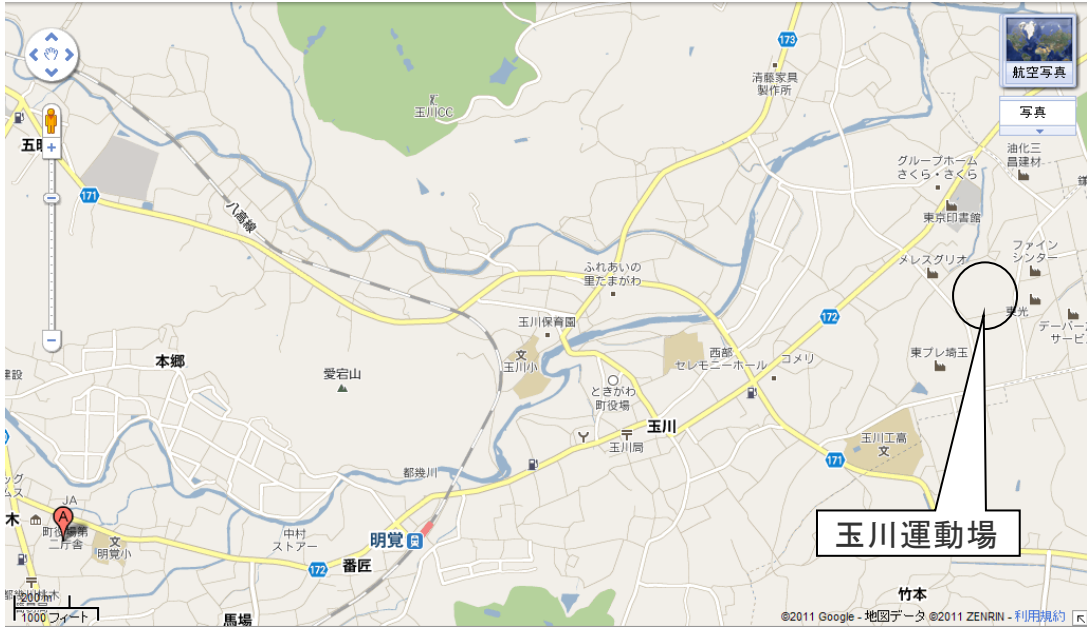 173
清藤家具
製作所
航空写真
写真
玉川CC
油化三
昌建材
五明
グループホーム
さくら・さくら
171
八高線
東京印書館
ファイン
シンター
メレスグリオ
ふれあいの
里たまがわ
172
東光
玉川保育園
文
玉川小
西部
セレモニーホール
コメリ
東プレ埼玉
本郷
愛宕山
建設
ときがわ
町役場
玉川
玉川局
玉川工高
文
171
都幾川
JA
A
木
町役場第
二庁舎
文
明覚小
中村
ストアー
明覚
番匠
172
玉川運動場
竹本
馬場
200 m
1000 フィート
©2011 Google - 地図データ ©2011 ZENRIN - 利用規約